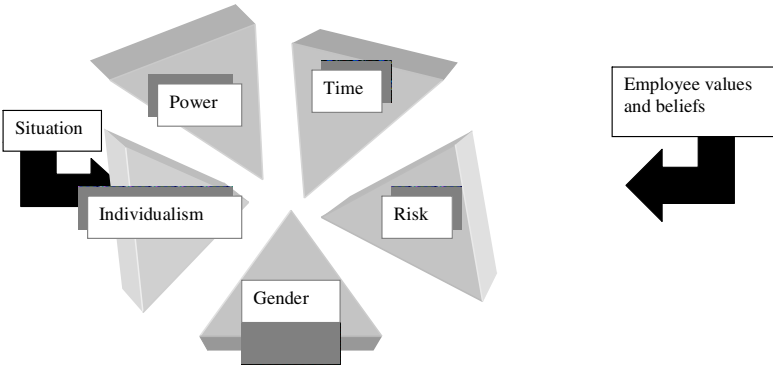 Power
Time
Employee values
and beliefs
Situation
Individualism
Risk
Gender